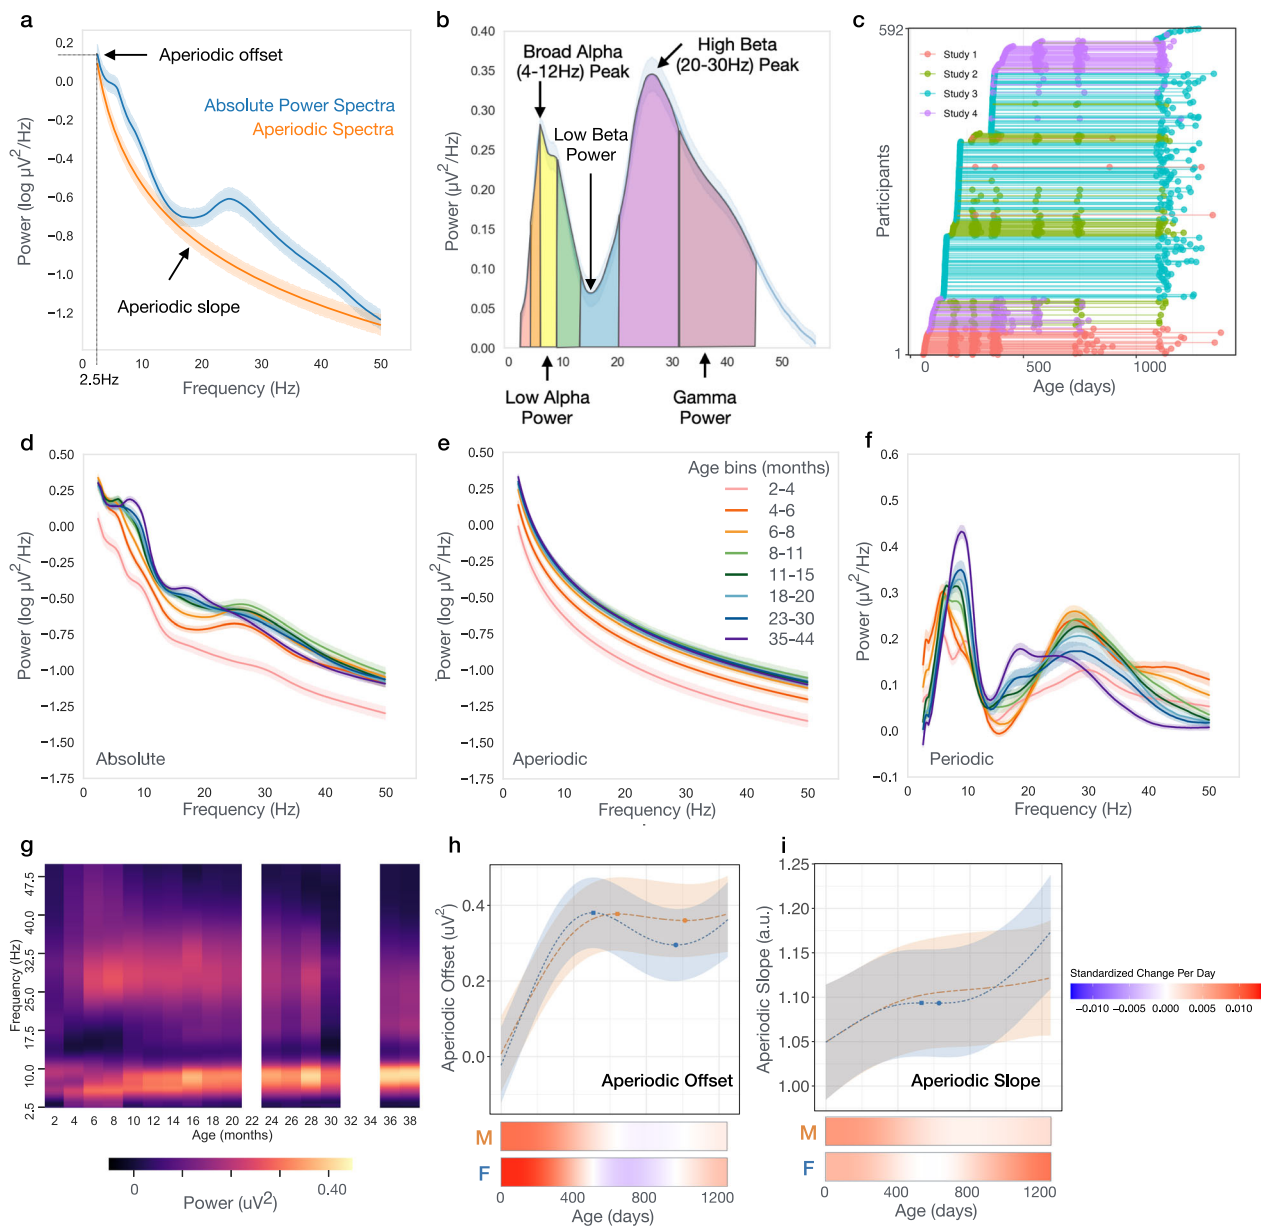 a
0.2
0.0
−0.2
−0.4
−0.6
−0.8
−1.0
−1.2
Power (log µV²/Hz)
Aperiodic offset
Absolute Power Spectra
Aperiodic Spectra
Aperiodic slope
0 10 20 30 40 50
2.5Hz
Frequency (Hz)
b
0.40
0.35
0.30
0.25
0.20
0.15
0.10
0.05
0.00
Power (µV²/Hz)
Broad Alpha
(4-12Hz) Peak
High Beta
(20-30Hz) Peak
Low Beta
Power
0 10 20 30 40 50
Low Alpha
Power
Gamma
Power
c
592
1
Participants
Study 1
Study 2
Study 3
Study 4
0 500 1000
Age (days)
d
0.50
0.25
0.00
−0.25
−0.50
−0.75
−1.00
−1.25
−1.50
−1.75
Power (log µV²/Hz)
Absolute
0 10 20 30 40 50
Frequency (Hz)
e
0.50
0.25
0.00
−0.25
−0.50
−0.75
−1.00
−1.25
−1.50
−1.75
Power (log µV²/Hz)
Age bins (months)
2–4
4–6
6–8
8–11
11–15
18–20
23–30
35–44
Aperiodic
0 10 20 30 40 50
Frequency (Hz)
f
0.6
0.5
0.4
0.3
0.2
0.1
0.0
−0.1
Power (µV²/Hz)
Periodic
0 10 20 30 40 50
Frequency (Hz)
g
47.5
40.0
32.5
25.0
17.5
10.0
2.5
Frequency (Hz)
2 4 6 8 10 12 14 16 18 20 22 24 26 28 30 32 34 36 38
Age (months)
0 0.40
Power (uV²)
h
0.4
0.2
0.0
Aperiodic Offset (uV²)
Aperiodic Offset
M
F
0 400 800 1200
Age (days)
i
1.25
1.20
1.15
1.10
1.05
1.00
Aperiodic Slope (a.u.)
Aperiodic Slope
M
F
0 400 800 1200
Age (days)
Standardized Change Per Day
−0.010 −0.005 0.000 0.005 0.010